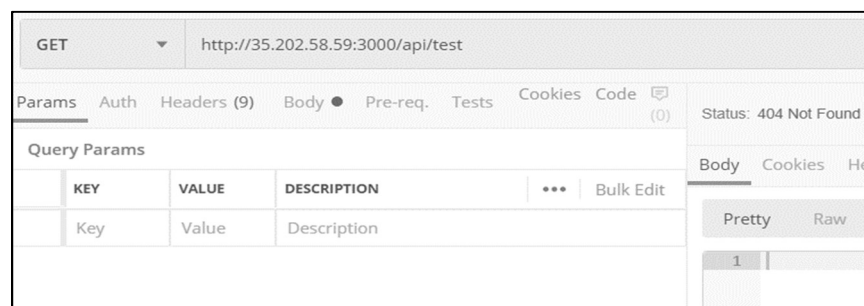 GET http://35.202.58.59:3000/api/test
Params Auth Headers (9) Body Pre-req. Tests Cookies Code (0)
Status: 404 Not Found
Query Params
Body Cookies He
KEY VALUE DESCRIPTION ••• Bulk Edit
Key Value Description
Pretty Raw
1